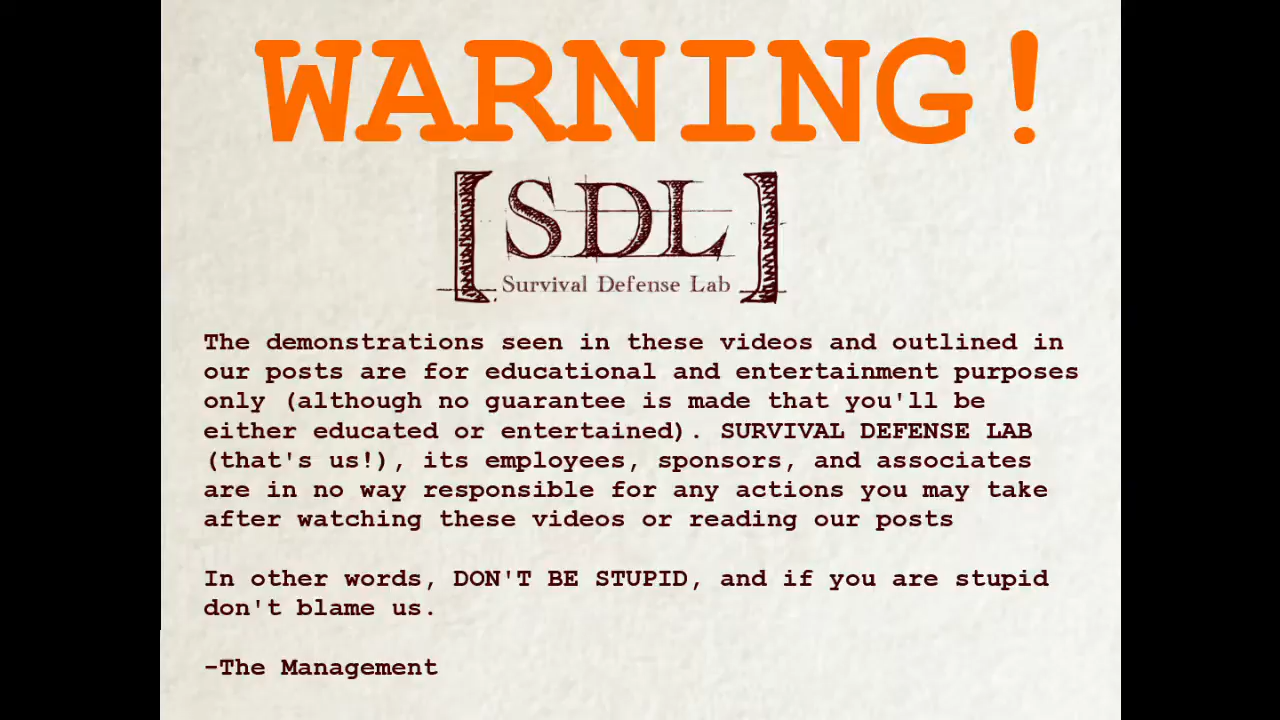 WARNING!
[SDL]
Survival Defense Lab
The demonstrations seen in these videos and outlined in
our posts are for educational and entertainment purposes
only (although no guarantee is made that you'll be
either educated or entertained). SURVIVAL DEFENSE LAB
(that's us!), its employees, sponsors, and associates
are in no way responsible for any actions you may take
after watching these videos or reading our posts
In other words, DON'T BE STUPID, and if you are stupid
don't blame us.
-The Management